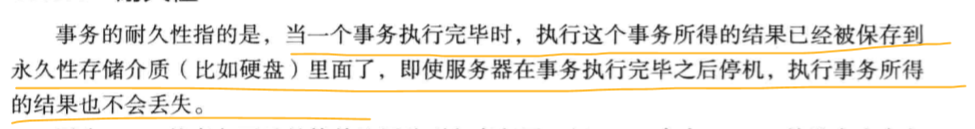 事务的耐久性指的是，当一个事务执行完毕时，执行这个事务所得的结果已经被保存到
永久性存储介质（比如硬盘）里面了，即使服务器在事务执行完毕之后停机，执行事务所得
的结果也不会丢失。